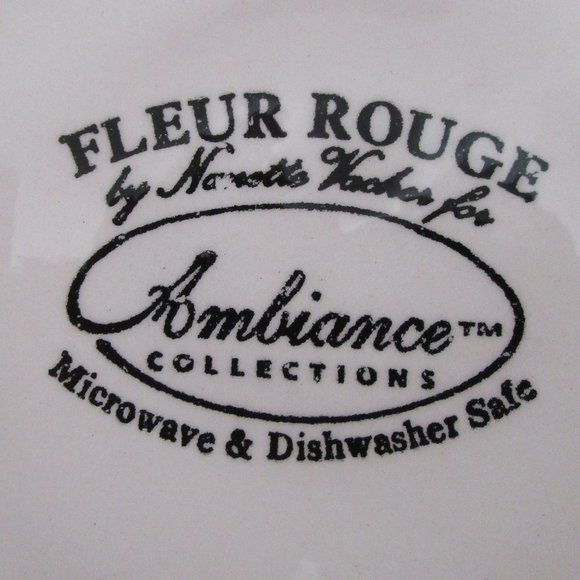 FLEUR ROUGE
by Nanette Vacher for
Ambiance™
COLLECTIONS
Microwave & Dishwasher Safe